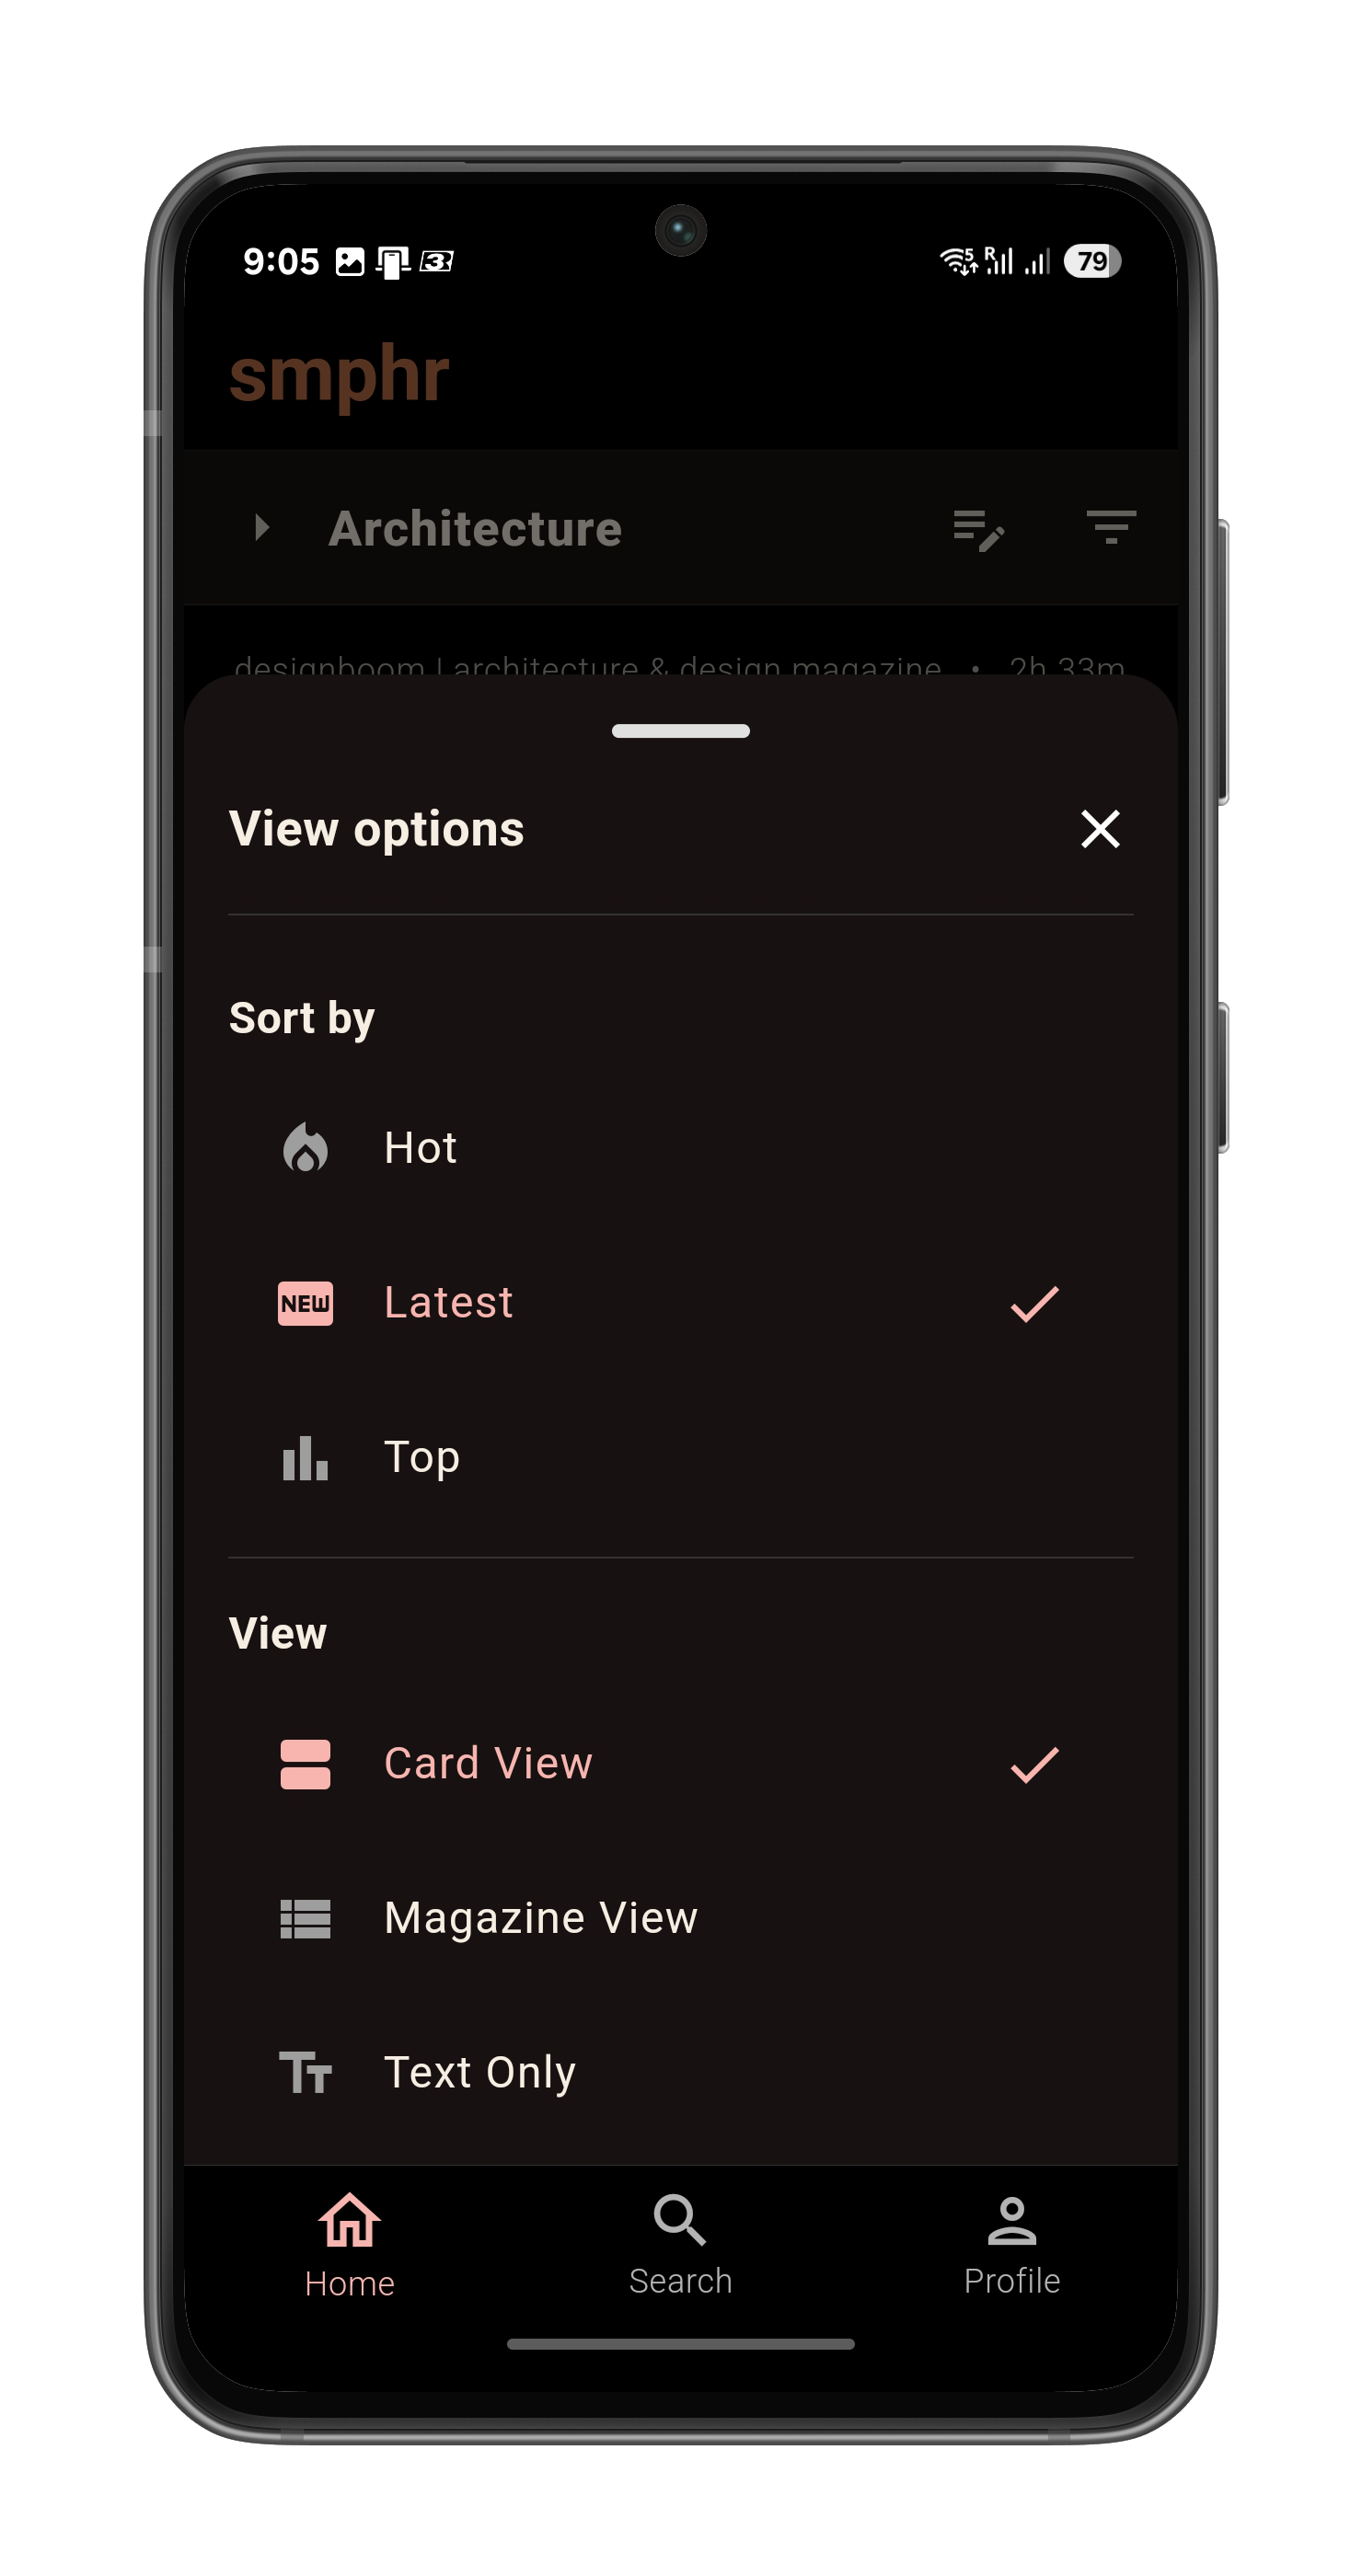 9:05
79
smphr
Architecture
designboom | architecture & design magazine • 2h 33m
View options
Sort by
Hot
NEW Latest
Top
View
Card View
Magazine View
Tt Text Only
Home
Search
Profile